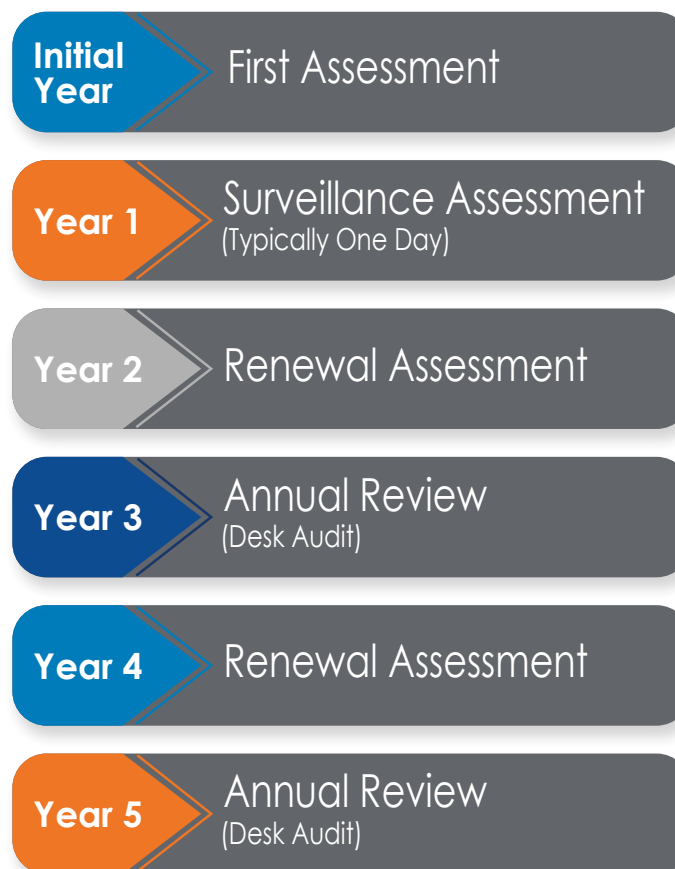 Initial
Year
First Assessment
Year 1
Surveillance Assessment
(Typically One Day)
Year 2
Renewal Assessment
Year 3
Annual Review
(Desk Audit)
Year 4
Renewal Assessment
Year 5
Annual Review
(Desk Audit)